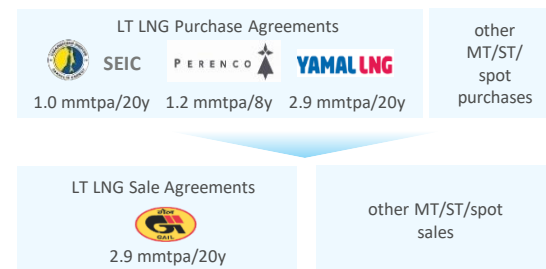 LT LNG Purchase Agreements
SEIC
PERENCO
YAMAL LNG
1.0 mmtpa/20y 1.2 mmtpa/8y 2.9 mmtpa/20y
other
MT/ST/
spot
purchases
LT LNG Sale Agreements
गेल
GAIL
2.9 mmtpa/20y
other MT/ST/spot
sales